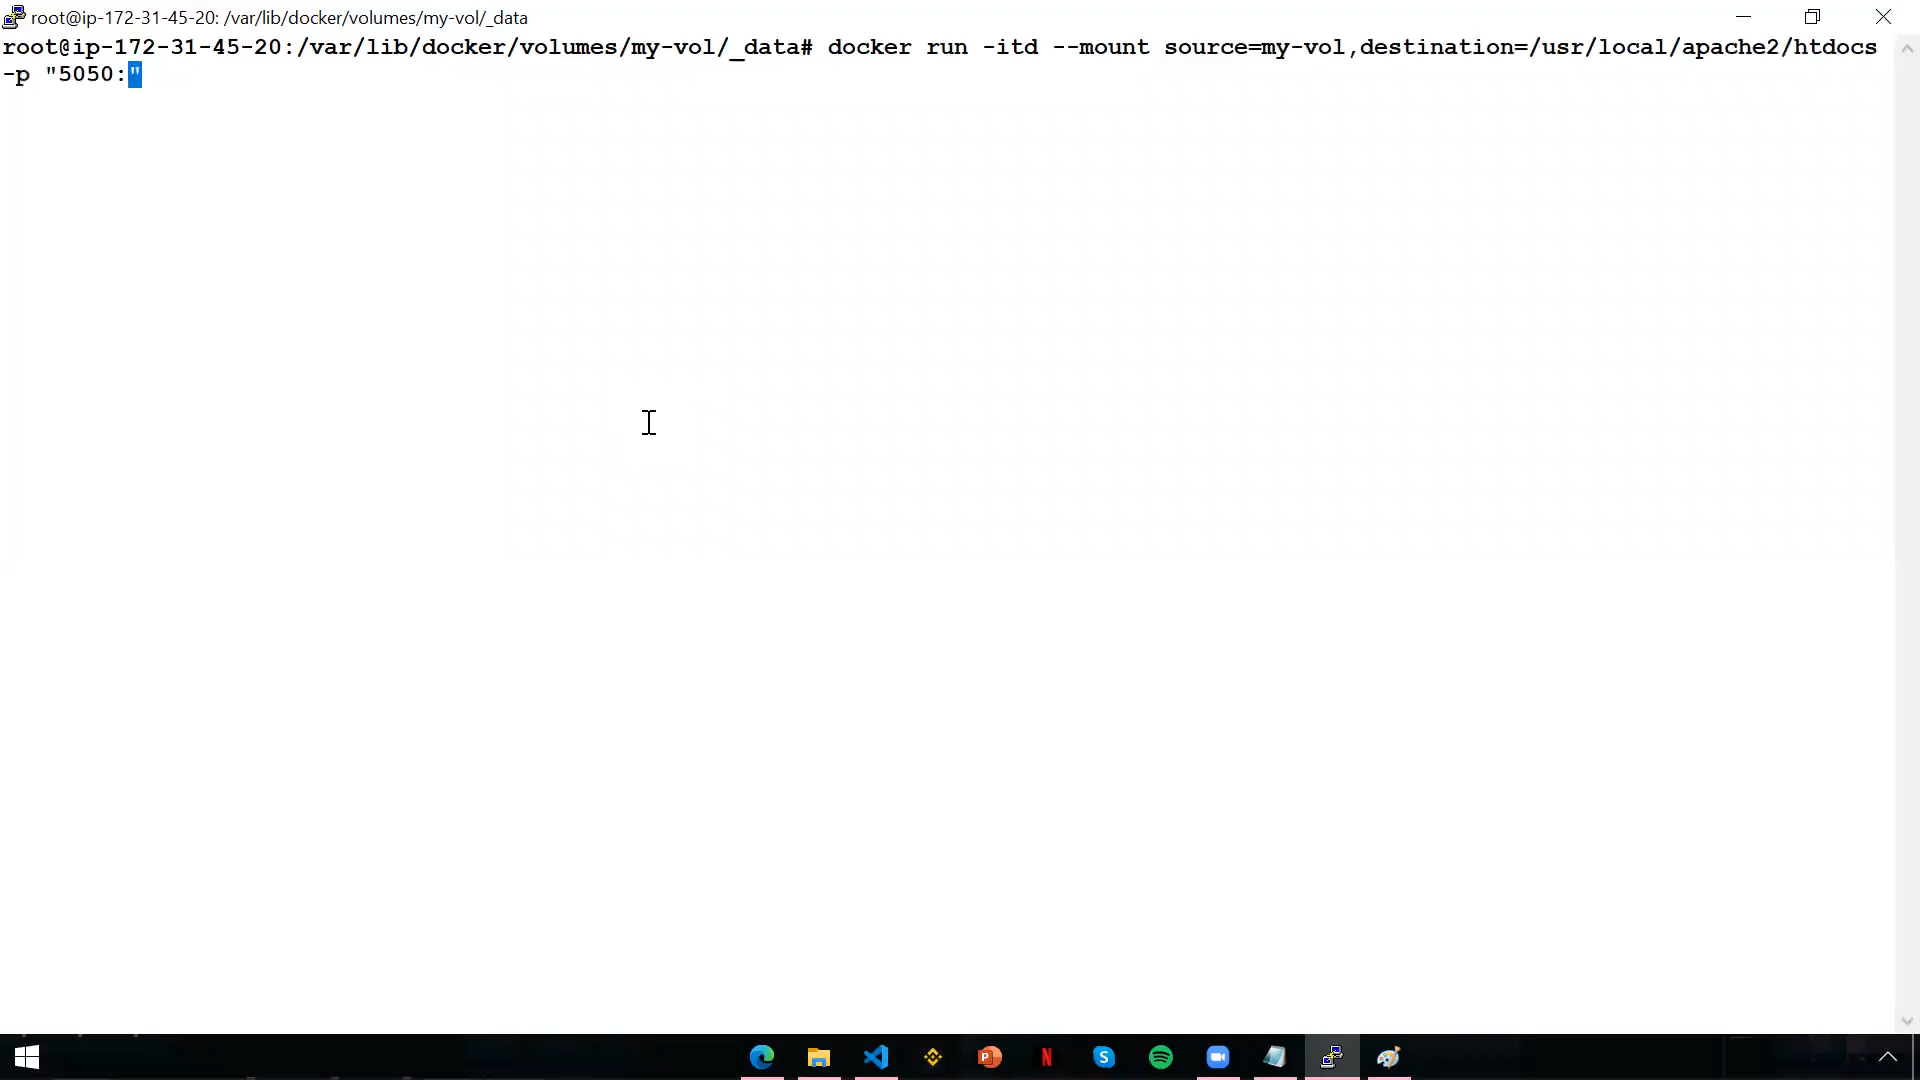 root@ip-172-31-45-20: /var/lib/docker/volumes/my-vol/_data
root@ip-172-31-45-20:/var/lib/docker/volumes/my-vol/_data# docker run -itd --mount source=my-vol,destination=/usr/local/apache2/htdocs
-p "5050:"